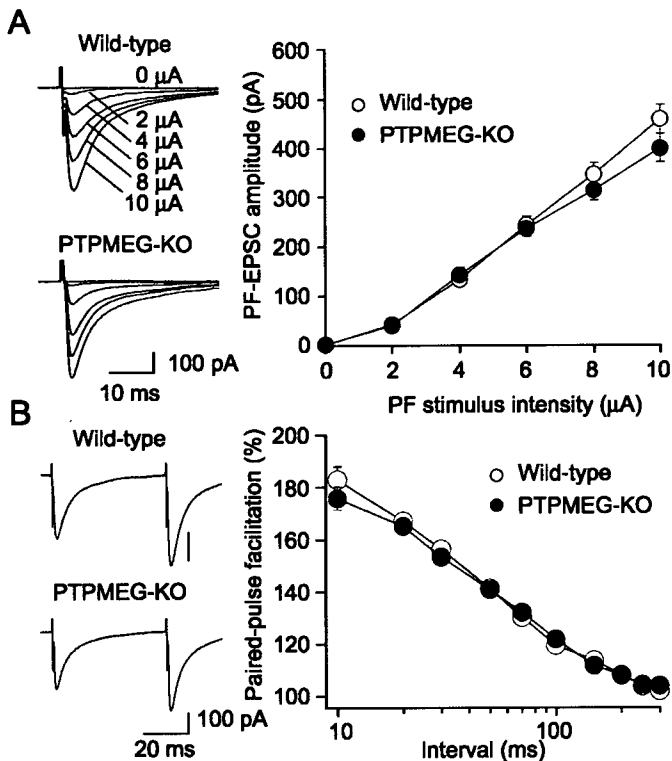 A
Wild-type
0 µA
2 µA
4 µA
6 µA
8 µA
10 µA
PTPMEG-KO
100 pA
10 ms
PF-EPSC amplitude (pA)
600
500
400
300
200
100
0
Wild-type
PTPMEG-KO
0 2 4 6 8 10
PF stimulus intensity (µA)
B
Wild-type
PTPMEG-KO
100 pA
20 ms
Paired-pulse facilitation (%)
200
180
160
140
120
100
Wild-type
PTPMEG-KO
10 100
Interval (ms)